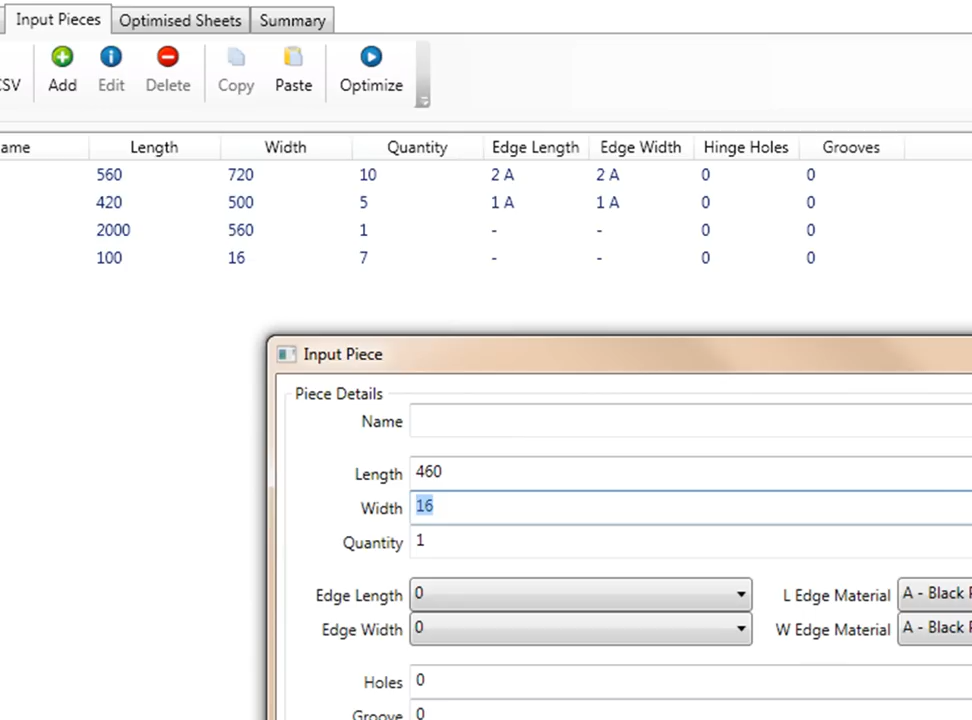 Input Pieces Optimised Sheets Summary
CSV Add Edit Delete Copy Paste Optimize
ame Length Width Quantity Edge Length Edge Width Hinge Holes Grooves
560 720 10 2 A 2 A 0 0
420 500 5 1 A 1 A 0 0
2000 560 1 - - 0 0
100 16 7 - - 0 0
Input Piece
Piece Details
Name
Length 460
Width 16
Quantity 1
Edge Length 0 L Edge Material A - Black
Edge Width 0 W Edge Material A - Black
Holes 0
Groove 0